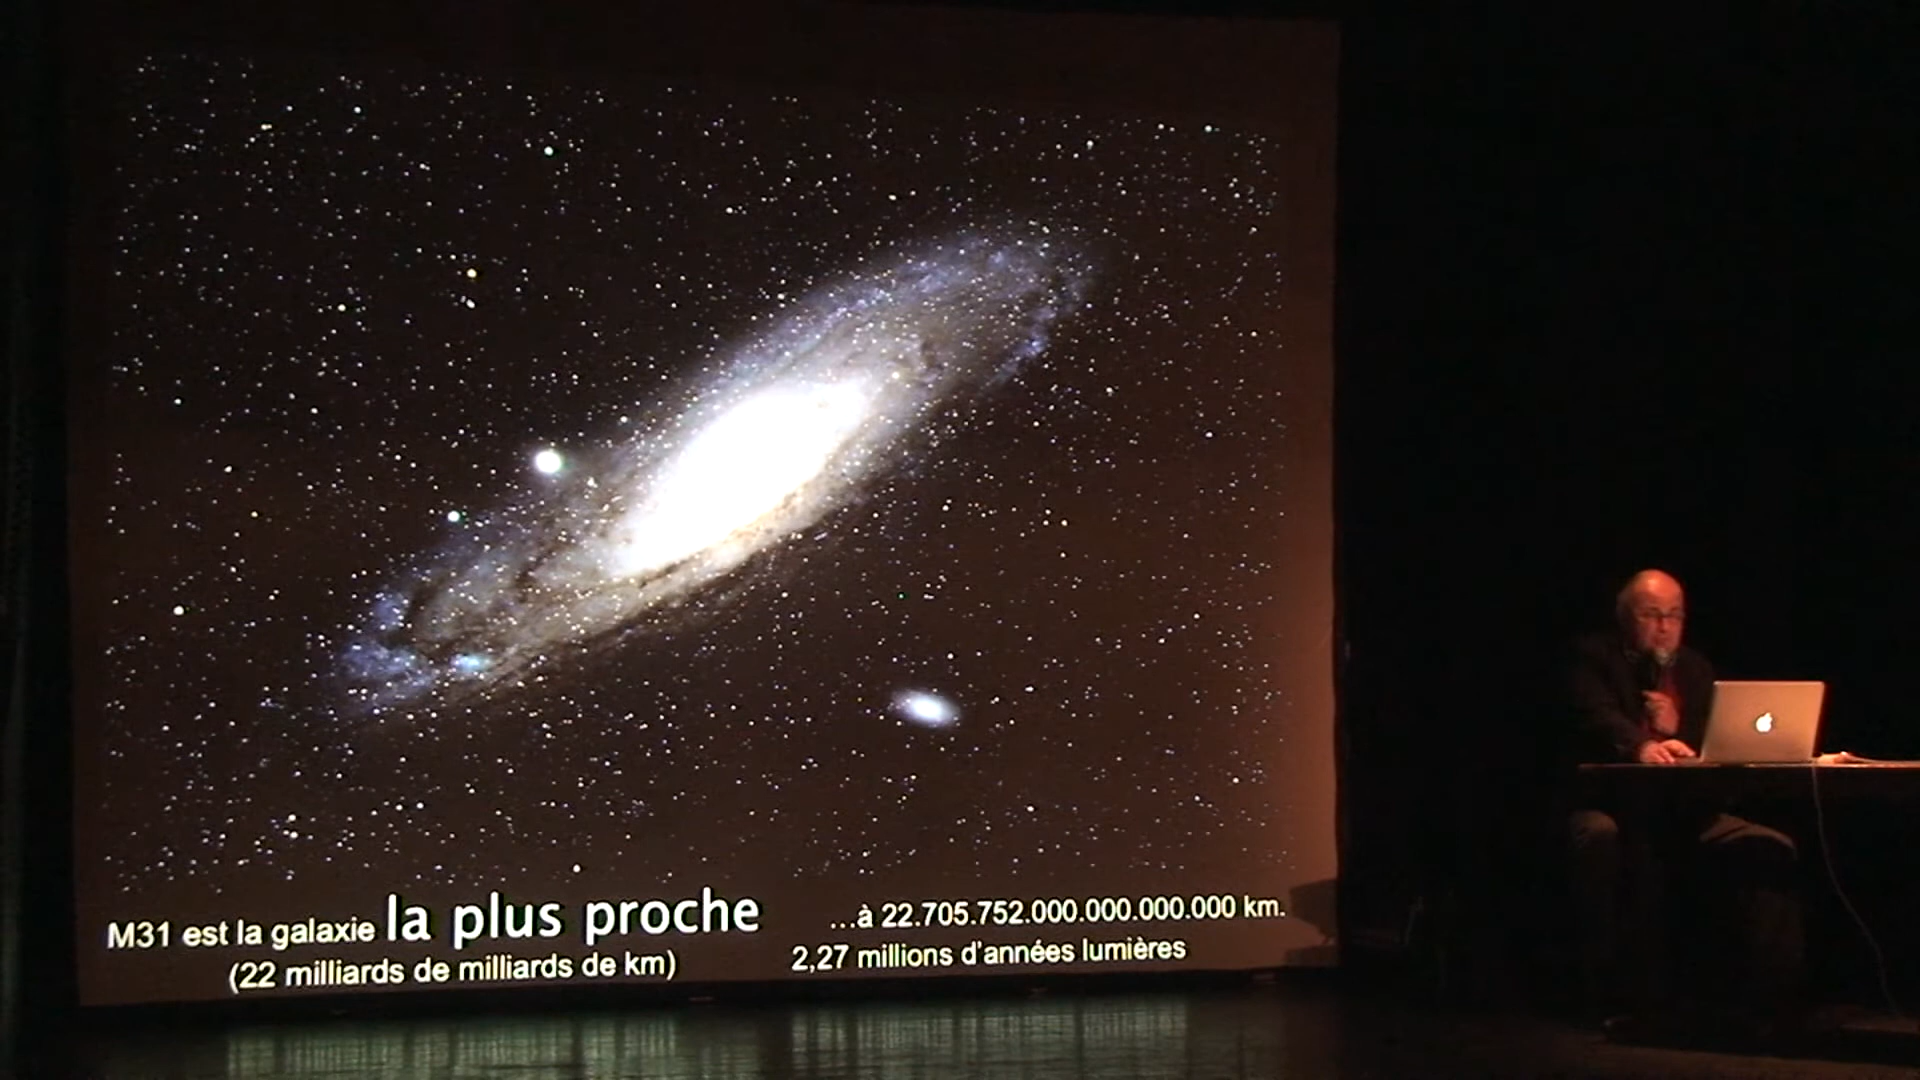 M31 est la galaxie la plus proche
(22 milliards de milliards de km)
...à 22.705.752.000.000.000.000 km.
2,27 millions d'années lumières